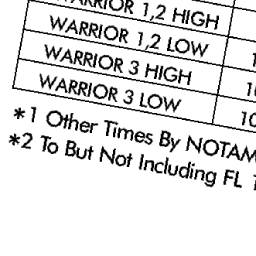 WARRIOR 1,2 HIGH
WARRIOR 1,2 LOW
WARRIOR 3 HIGH
WARRIOR 3 LOW
*1 Other Times By NOTAM
*2 To But Not Including FL